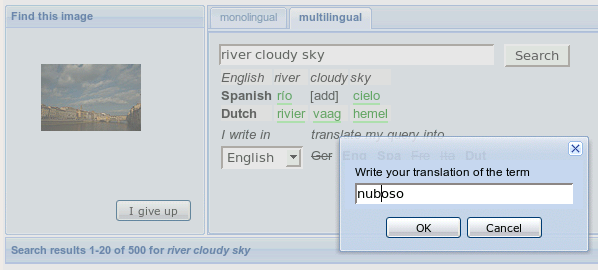 Find this image
monolingual multilingual
river cloudy sky Search
English river cloudy sky
Spanish río [add] cielo
Dutch rivier vaag hemel
I write in translate my query into
English Ger Eng Spa Fre Ita Dut
I give up
Write your translation of the term
nuboso
OK Cancel
Search results 1-20 of 500 for river cloudy sky